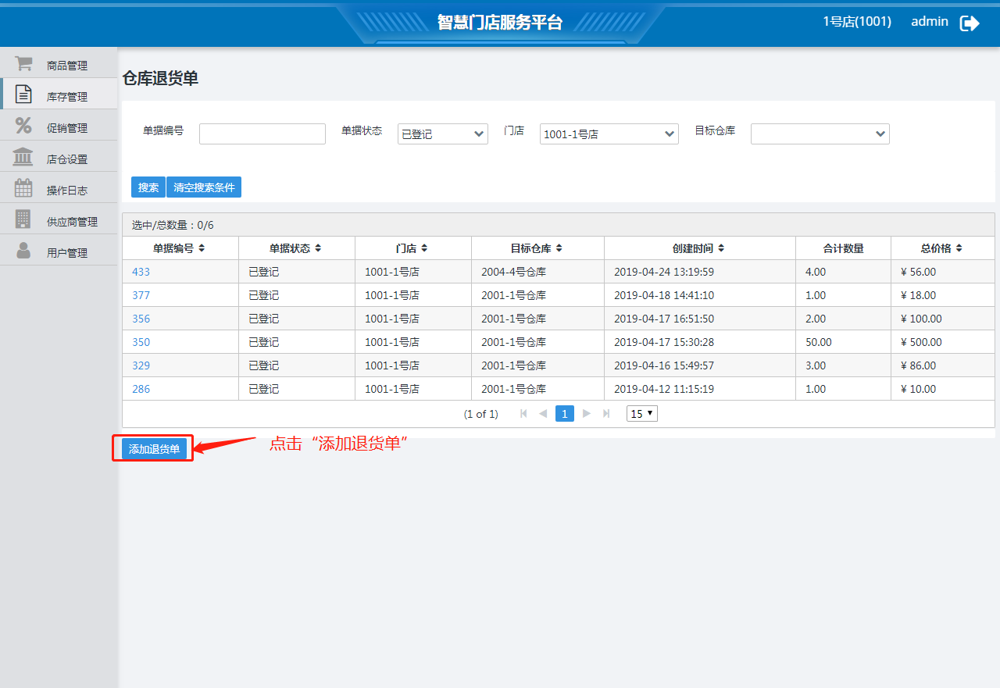 智慧门店服务平台
1号店(1001) admin
商品管理
库存管理
促销管理
店仓设置
操作日志
供应商管理
用户管理
仓库退货单
单据编号 单据状态 已登记 门店 1001-1号店 目标仓库
搜索 清空搜索条件
选中/总数量：0/6
单据编号 单据状态 门店 目标仓库 创建时间 合计数量 总价格
433 已登记 1001-1号店 2004-4号仓库 2019-04-24 13:19:59 4.00 ¥ 56.00
377 已登记 1001-1号店 2001-1号仓库 2019-04-18 14:41:10 1.00 ¥ 18.00
356 已登记 1001-1号店 2001-1号仓库 2019-04-17 16:51:50 2.00 ¥ 100.00
350 已登记 1001-1号店 2001-1号仓库 2019-04-17 15:30:28 50.00 ¥ 500.00
329 已登记 1001-1号店 2001-1号仓库 2019-04-16 15:49:57 3.00 ¥ 86.00
286 已登记 1001-1号店 2001-1号仓库 2019-04-12 11:15:19 1.00 ¥ 10.00
(1 of 1) 1 15
添加退货单 点击“添加退货单”